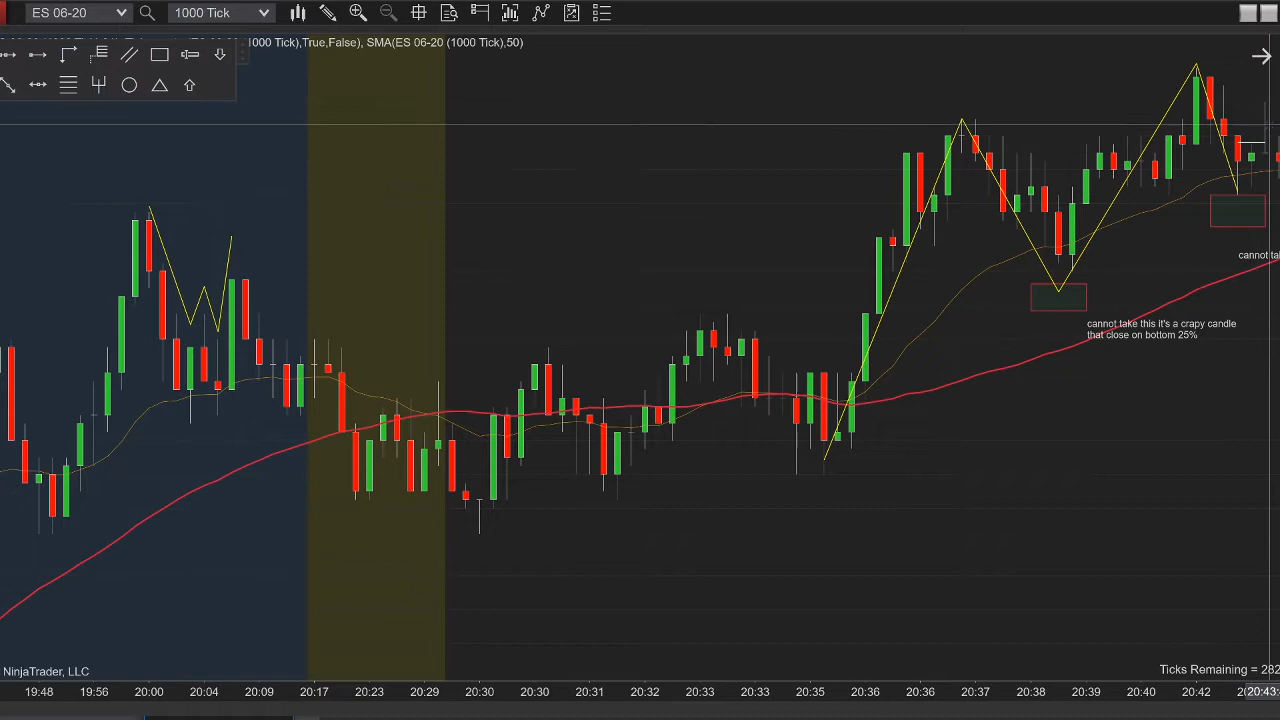 ES 06-20
1000 Tick
1000 Tick),True,False), SMA(ES 06-20 (1000 Tick),50)
cannot
cannot take this it's a crapy candle
that close on bottom 25%
NinjaTrader, LLC
Ticks Remaining = 282
19:48 19:56 20:00 20:04 20:09 20:17 20:23 20:29 20:30 20:30 20:31 20:32 20:33 20:33 20:35 20:36 20:36 20:37 20:38 20:39 20:40 20:42 20:43: